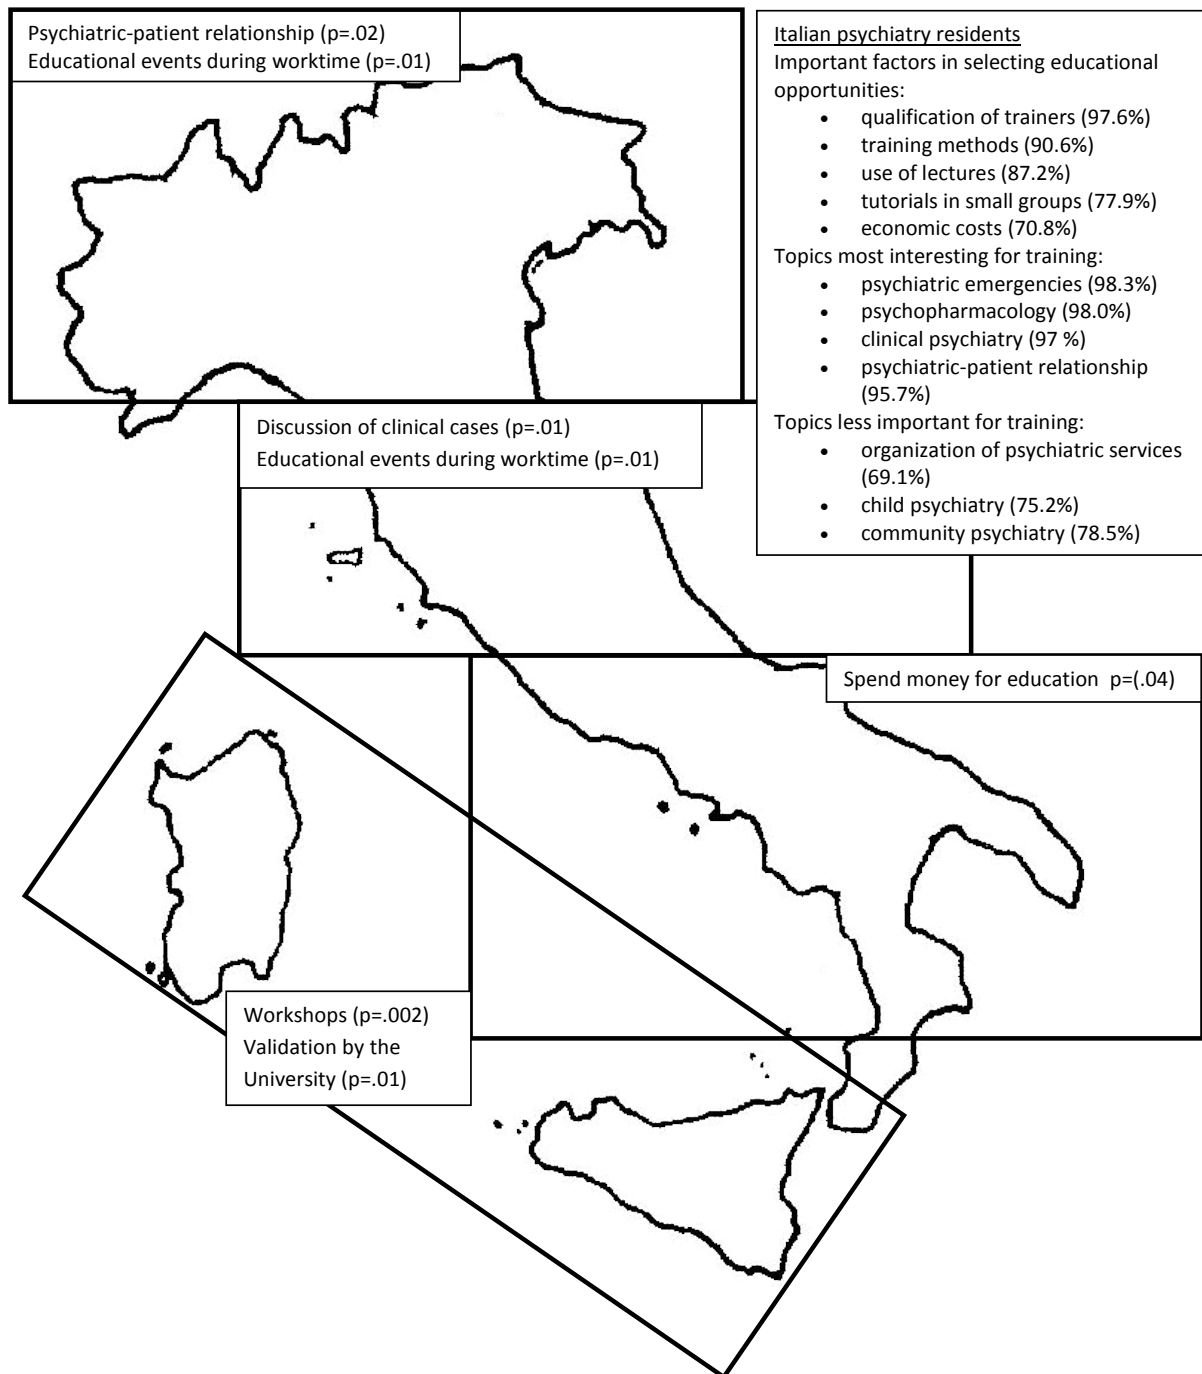 Psychiatric-patient relationship (p=.02)
Educational events during worktime (p=.01)
Italian psychiatry residents
Important factors in selecting educational
opportunities:
• qualification of trainers (97.6%)
• training methods (90.6%)
• use of lectures (87.2%)
• tutorials in small groups (77.9%)
• economic costs (70.8%)
Topics most interesting for training:
• psychiatric emergencies (98.3%)
• psychopharmacology (98.0%)
• clinical psychiatry (97 %)
• psychiatric-patient relationship
(95.7%)
Topics less important for training:
• organization of psychiatric services
(69.1%)
• child psychiatry (75.2%)
• community psychiatry (78.5%)
Discussion of clinical cases (p=.01)
Educational events during worktime (p=.01)
Spend money for education p=(.04)
Workshops (p=.002)
Validation by the
University (p=.01)